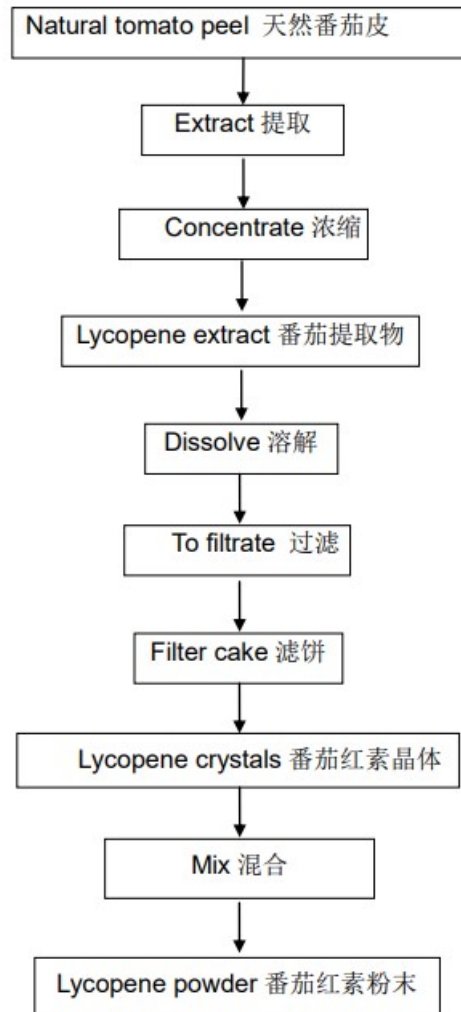 Natural tomato peel 天然番茄皮
Extract 提取
Concentrate 浓缩
Lycopene extract 番茄提取物
Dissolve 溶解
To filtrate 过滤
Filter cake 滤饼
Lycopene crystals 番茄红素晶体
Mix 混合
Lycopene powder 番茄红素粉末